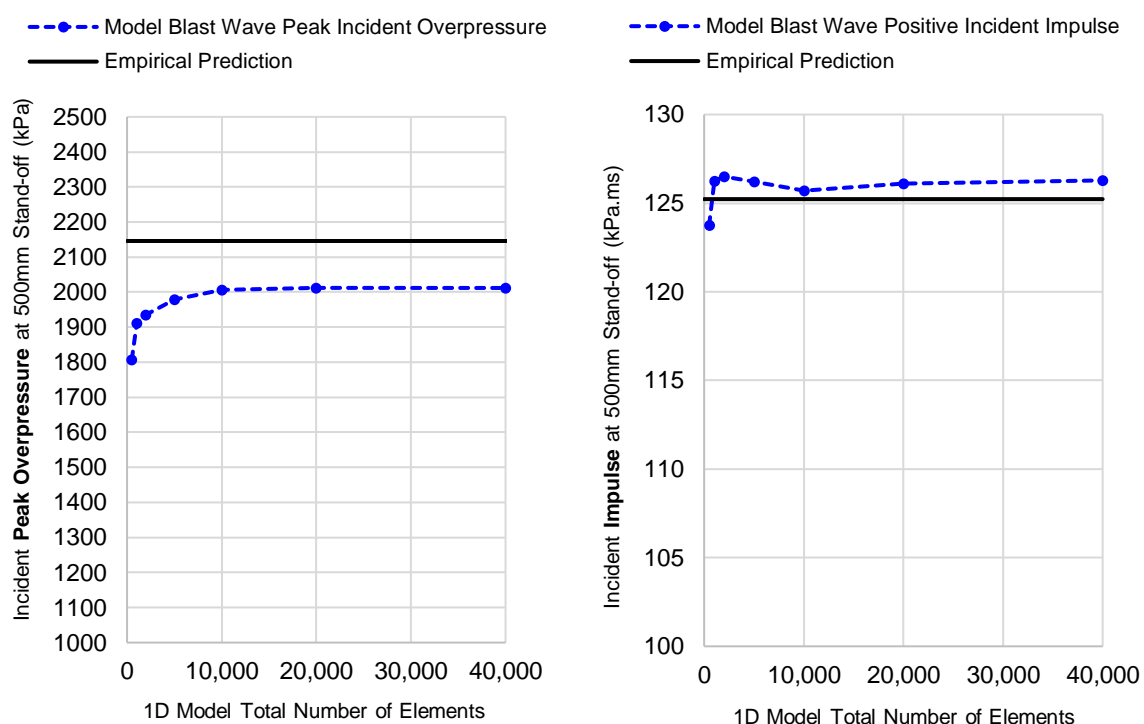 Model Blast Wave Peak Incident Overpressure
Empirical Prediction
Incident Peak Overpressure at 500mm Stand-off (kPa)
2500
2400
2300
2200
2100
2000
1900
1800
1700
1600
1500
1400
1300
1200
1100
1000
0 10,000 20,000 30,000 40,000
1D Model Total Number of Elements
Model Blast Wave Positive Incident Impulse
Empirical Prediction
Incident Impulse at 500mm Stand-off (kPa.ms)
130
125
120
115
110
105
100
0 10,000 20,000 30,000 40,000
1D Model Total Number of Elements